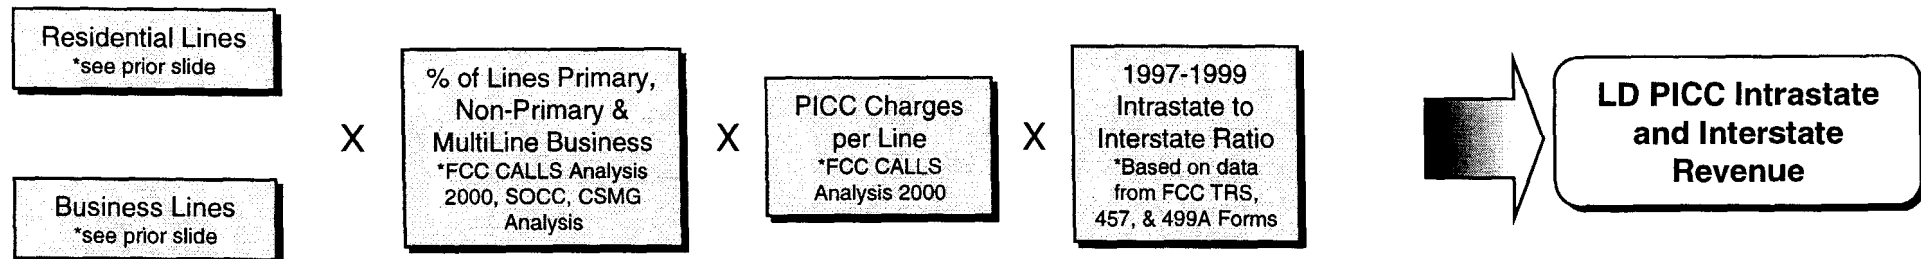 Residential Lines
*see prior slide
Business Lines
*see prior slide
X
% of Lines Primary,
Non-Primary &
MultiLine Business
*FCC CALLS Analysis
2000, SOCC, CSMG
Analysis
X
PICC Charges
per Line
*FCC CALLS
Analysis 2000
X
1997-1999
Intrastate to
Interstate Ratio
*Based on data
from FCC TRS,
457, & 499A Forms
LD PICC Intrastate
and Interstate
Revenue